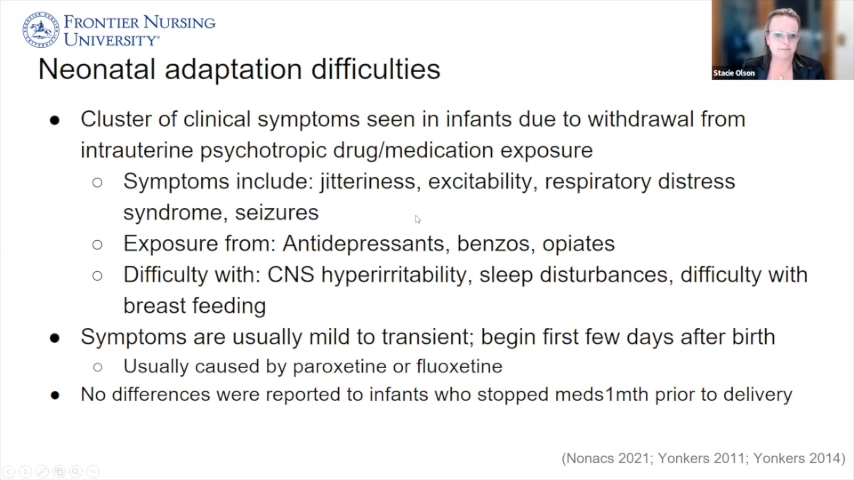 FRONTIER NURSING
UNIVERSITY®
Stacie Olson
Neonatal adaptation difficulties
● Cluster of clinical symptoms seen in infants due to withdrawal from
intrauterine psychotropic drug/medication exposure
○ Symptoms include: jitteriness, excitability, respiratory distress
syndrome, seizures
○ Exposure from: Antidepressants, benzos, opiates
○ Difficulty with: CNS hyperirritability, sleep disturbances, difficulty with
breast feeding
● Symptoms are usually mild to transient; begin first few days after birth
○ Usually caused by paroxetine or fluoxetine
● No differences were reported to infants who stopped meds1mth prior to delivery
(Nonacs 2021; Yonkers 2011; Yonkers 2014)